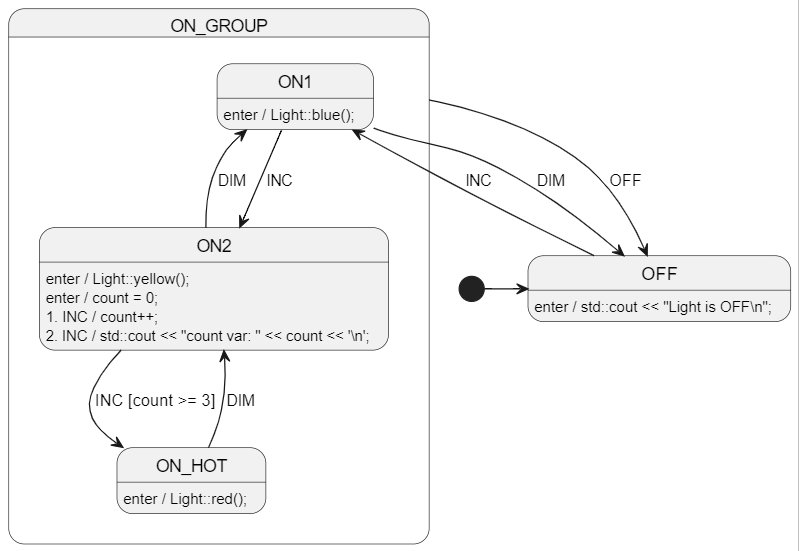 ON_GROUP
ON1
enter / Light::blue();
DIM
INC
INC
DIM
OFF
ON2
enter / Light::yellow();
enter / count = 0;
1. INC / count++;
2. INC / std::cout << "count var: " << count << '\n';
OFF
enter / std::cout << "Light is OFF\n";
INC [count >= 3]
DIM
ON_HOT
enter / Light::red();